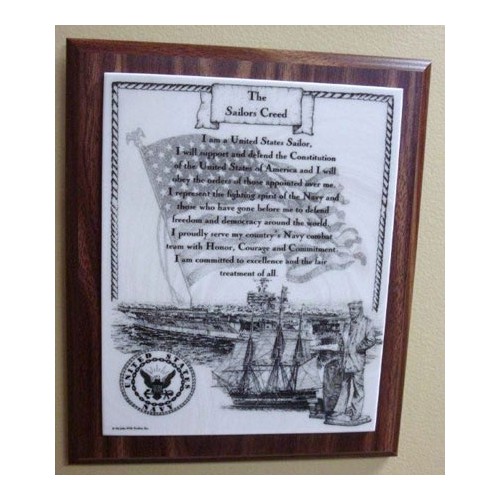 The
Sailors Creed
I am a United States Sailor,
I will support and defend the Constitution
of the United States of America and I will
obey the orders of those appointed over me.
I represent the fighting spirit of the Navy and
those who have gone before me to defend
freedom and democracy around the world.
I proudly serve my country's Navy combat
team with Honor, Courage and Commitment.
I am committed to excellence and the fair
treatment of all.
UNITED STATES
NAVY